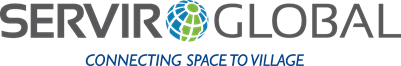 SERVIR GLOBAL
CONNECTING SPACE TO VILLAGE